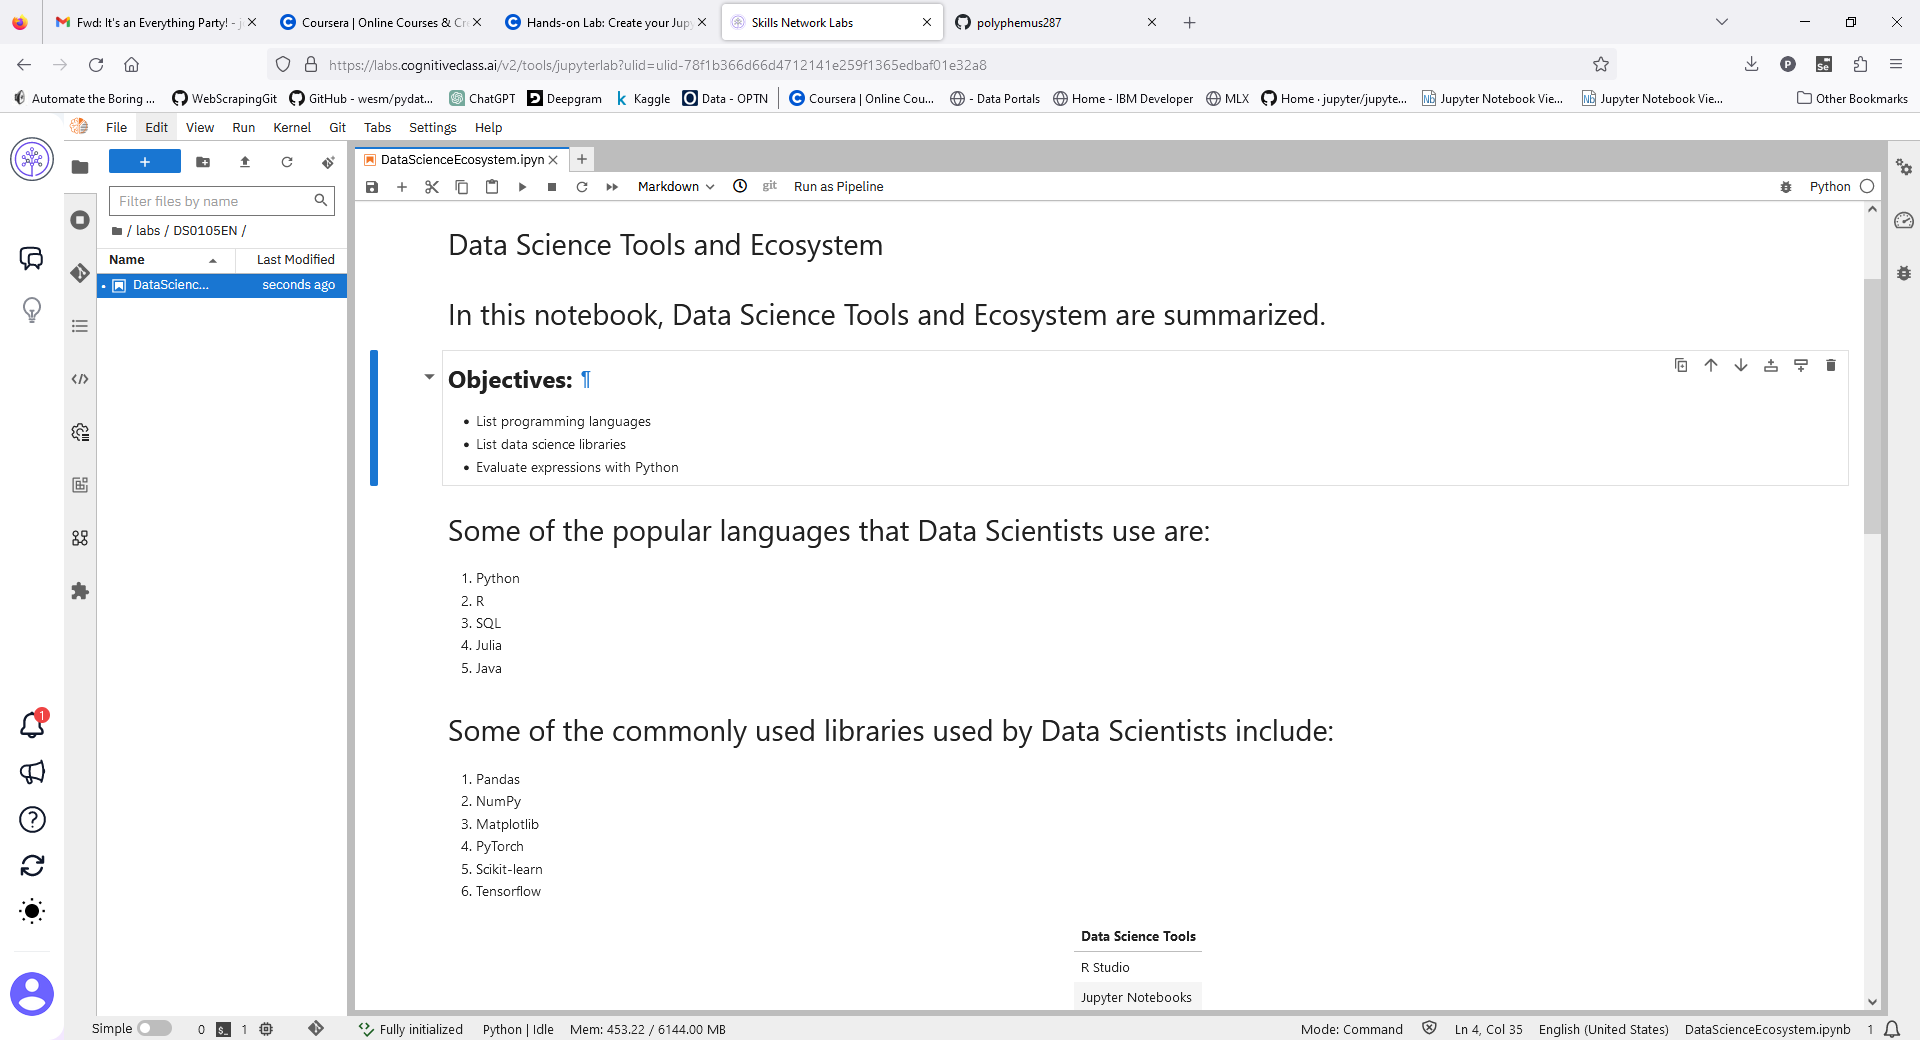 Fwd: It's an Everything Party! - j
Coursera | Online Courses & Cr
Hands-on Lab: Create your Jup
Skills Network Labs
polyphemus287
https://labs.cognitiveclass.ai/v2/tools/jupyterlab?ulid=ulid-78f1b366d66d4712141e259f1365edbaf01e32a8
P
Se
Automate the Boring ...
WebScrapingGit
GitHub - wesm/pydat...
ChatGPT
Deepgram
Kaggle
Data - OPTN
Coursera | Online Cou...
- Data Portals
Home - IBM Developer
MLX
Home · jupyter/jupyte...
Jupyter Notebook Vie...
Jupyter Notebook Vie...
Other Bookmarks
File Edit View Run Kernel Git Tabs Settings Help
Filter files by name
/ labs / DS0105EN /
Name Last Modified
DataScienc... seconds ago
DataScienceEcosystem.ipyn
Markdown
git
Run as Pipeline
Python
Data Science Tools and Ecosystem
In this notebook, Data Science Tools and Ecosystem are summarized.
Objectives: ¶
• List programming languages
• List data science libraries
• Evaluate expressions with Python
Some of the popular languages that Data Scientists use are:
1. Python
2. R
3. SQL
4. Julia
5. Java
Some of the commonly used libraries used by Data Scientists include:
1. Pandas
2. NumPy
3. Matplotlib
4. PyTorch
5. Scikit-learn
6. Tensorflow
Data Science Tools
R Studio
Jupyter Notebooks
1
Simple 0 1 Fully initialized Python | Idle Mem: 453.22 / 6144.00 MB Mode: Command Ln 4, Col 35 English (United States) DataScienceEcosystem.ipynb 1